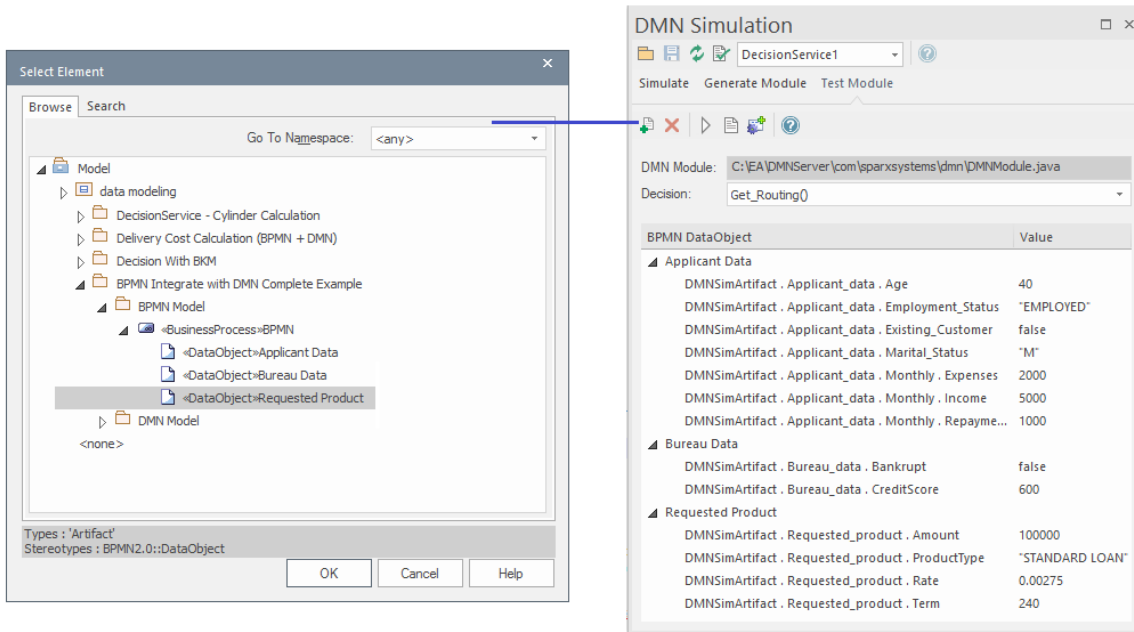 Select Element
Browse Search
Go To Namespace: <any>
Model
data modeling
DecisionService - Cylinder Calculation
Delivery Cost Calculation (BPMN + DMN)
Decision With BKM
BPMN Integrate with DMN Complete Example
BPMN Model
«BusinessProcess»BPMN
«DataObject»Applicant Data
«DataObject»Bureau Data
«DataObject»Requested Product
DMN Model
<none>
Types : 'Artifact'
Stereotypes : BPMN2.0::DataObject
OK Cancel Help
DMN Simulation
DecisionService1
Simulate Generate Module Test Module
DMN Module: C:\EA\DMNServer\com\sparxsystems\dmn\DMNModule.java
Decision: Get_Routing()
BPMN DataObject Value
Applicant Data
DMNSimArtifact . Applicant_data . Age 40
DMNSimArtifact . Applicant_data . Employment_Status "EMPLOYED"
DMNSimArtifact . Applicant_data . Existing_Customer false
DMNSimArtifact . Applicant_data . Marital_Status "M"
DMNSimArtifact . Applicant_data . Monthly . Expenses 2000
DMNSimArtifact . Applicant_data . Monthly . Income 5000
DMNSimArtifact . Applicant_data . Monthly . Repayme... 1000
Bureau Data
DMNSimArtifact . Bureau_data . Bankrupt false
DMNSimArtifact . Bureau_data . CreditScore 600
Requested Product
DMNSimArtifact . Requested_product . Amount 100000
DMNSimArtifact . Requested_product . ProductType "STANDARD LOAN"
DMNSimArtifact . Requested_product . Rate 0.00275
DMNSimArtifact . Requested_product . Term 240